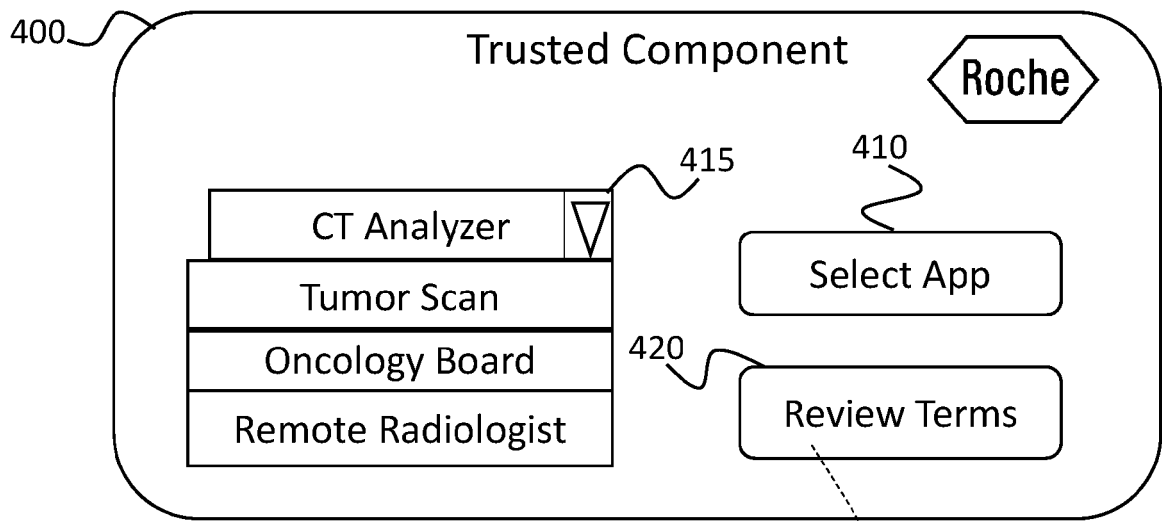 400
Trusted Component
Roche
415
410
CT Analyzer
Select App
Tumor Scan
Oncology Board
420
Remote Radiologist
Review Terms